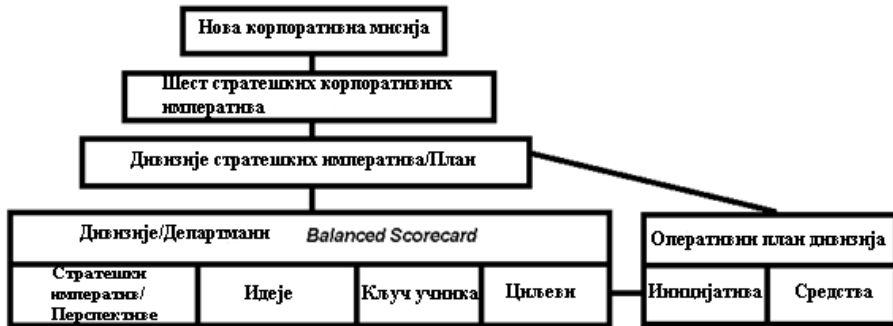 Нова корпоративна мисија
Шест стратешких корпоративних
императива
Дивизије стратешких императива/План
Дивизије/Департмани Balanced Scorecard
Оперативни план дивизија
Стратешки
императив/
Перспективе
Идеје
Кључ учинка
Циљеви
Иницијатива
Средства